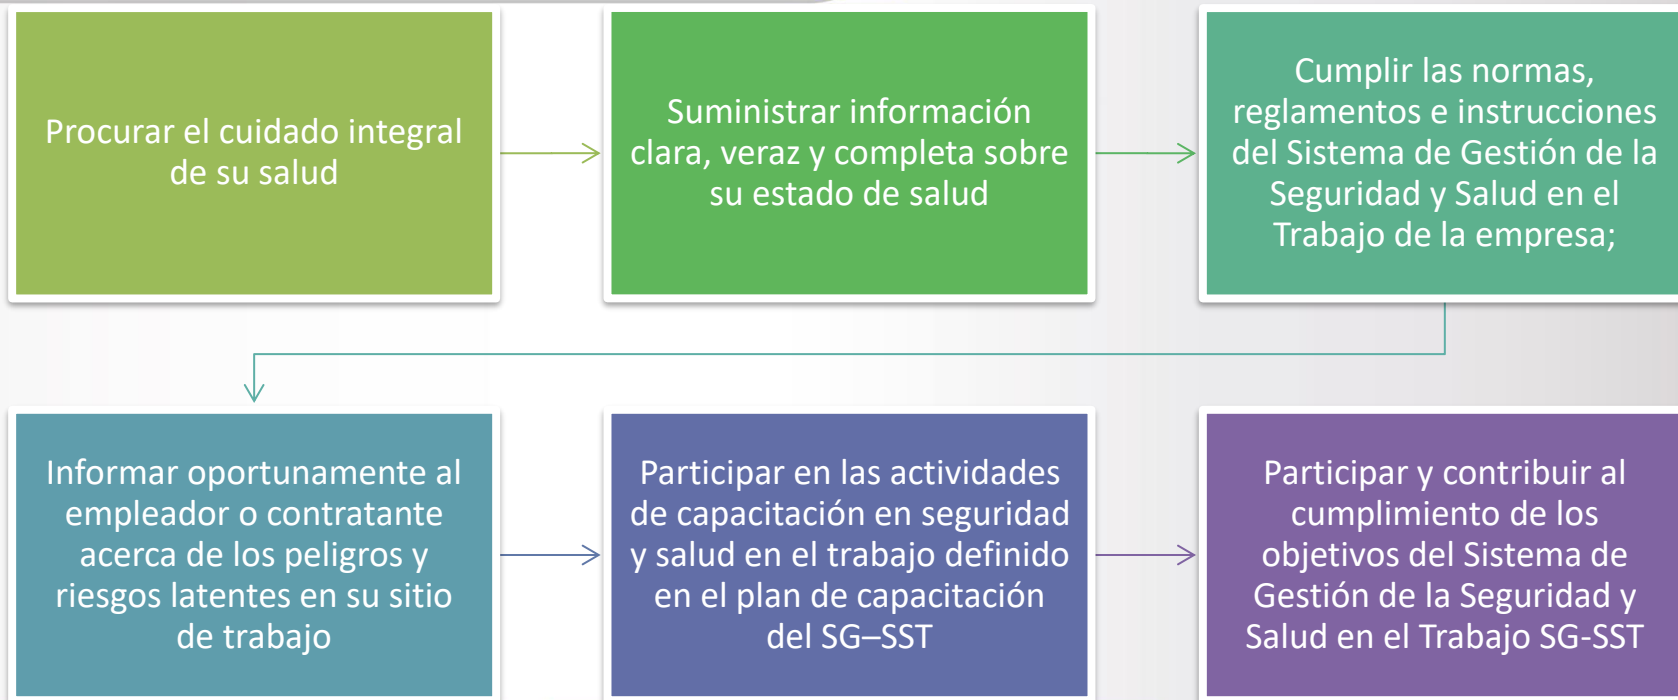 Procurar el cuidado integral
de su salud
Suministrar información
clara, veraz y completa sobre
su estado de salud
Cumplir las normas,
reglamentos e instrucciones
del Sistema de Gestión de la
Seguridad y Salud en el
Trabajo de la empresa;
Informar oportunamente al
empleador o contratante
acerca de los peligros y
riesgos latentes en su sitio
de trabajo
Participar en las actividades
de capacitación en seguridad
y salud en el trabajo definido
en el plan de capacitación
del SG–SST
Participar y contribuir al
cumplimiento de los
objetivos del Sistema de
Gestión de la Seguridad y
Salud en el Trabajo SG-SST